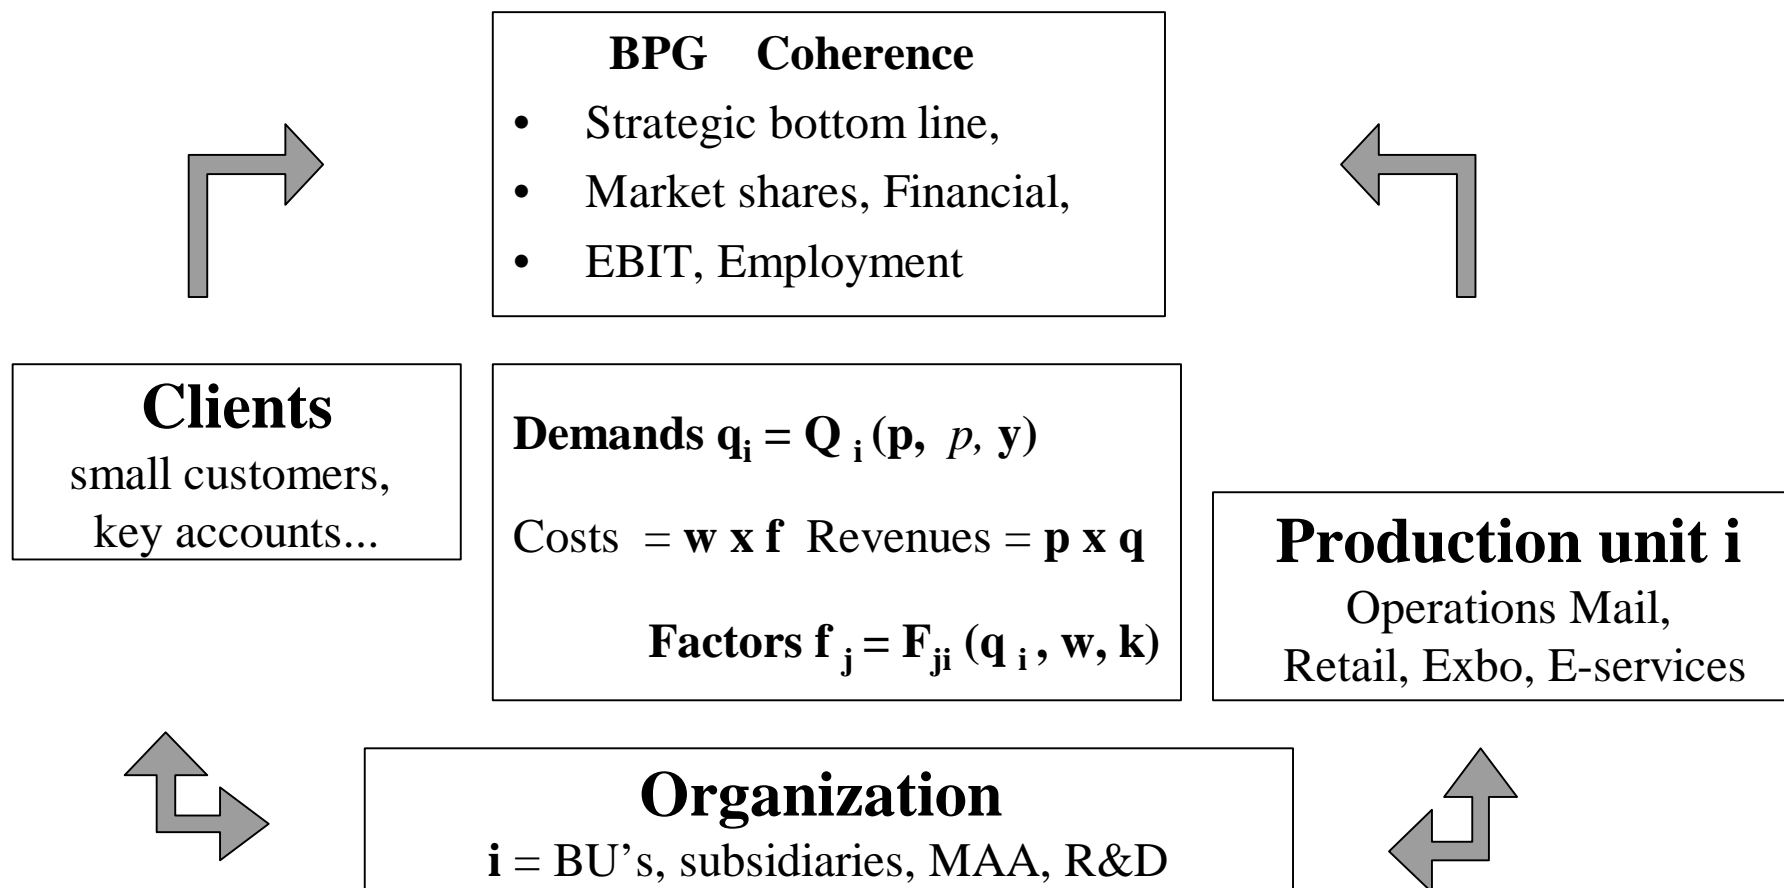 BPG Coherence
• Strategic bottom line,
• Market shares, Financial,
• EBIT, Employment
Clients
small customers,
key accounts...
Demands qᵢ = Q ᵢ (p, p, y)
Costs = w x f Revenues = p x q
Factors f ⱼ = Fⱼᵢ (q ᵢ , w, k)
Production unit i
Operations Mail,
Retail, Exbo, E-services
Organization
i = BU’s, subsidiaries, MAA, R&D